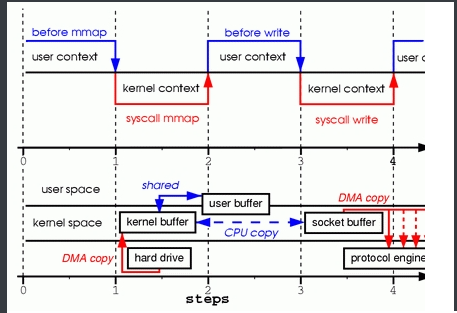 before mmap
before write
user context
user context
user c
kernel context
kernel context
syscall mmap
syscall write
0 1 2 3 4
user space
shared
user buffer
DMA copy
kernel space
kernel buffer
socket buffer
CPU copy
DMA copy
hard drive
protocol engine
0 1 2 3 4
steps